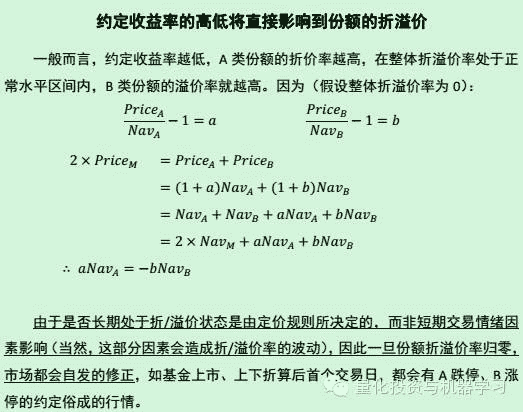 约定收益率的高低将直接影响到份额的折溢价
一般而言，约定收益率越低，A 类份额的折价率越高，在整体折溢价率处于正
常水平区间内，B 类份额的溢价率就越高。因为（假设整体折溢价率为 0）：
Price_A / Nav_A − 1 = a    Price_B / Nav_B − 1 = b
2 × Price_M = Price_A + Price_B
= (1 + a)Nav_A + (1 + b)Nav_B
= Nav_A + Nav_B + aNav_A + bNav_B
= 2 × Nav_M + aNav_A + bNav_B
∴ aNav_A = −bNav_B
由于是否长期处于折/溢价状态是由定价规则所决定的，而非短期交易情绪因
素影响（当然，这部分因素会造成折/溢价率的波动），因此一旦份额折溢价率归零，
市场都会自发的修正，如基金上市、上下折算后首个交易日，都会有 A 跌停、B 涨
停的约定俗成的行情。
量化投资与机器学习